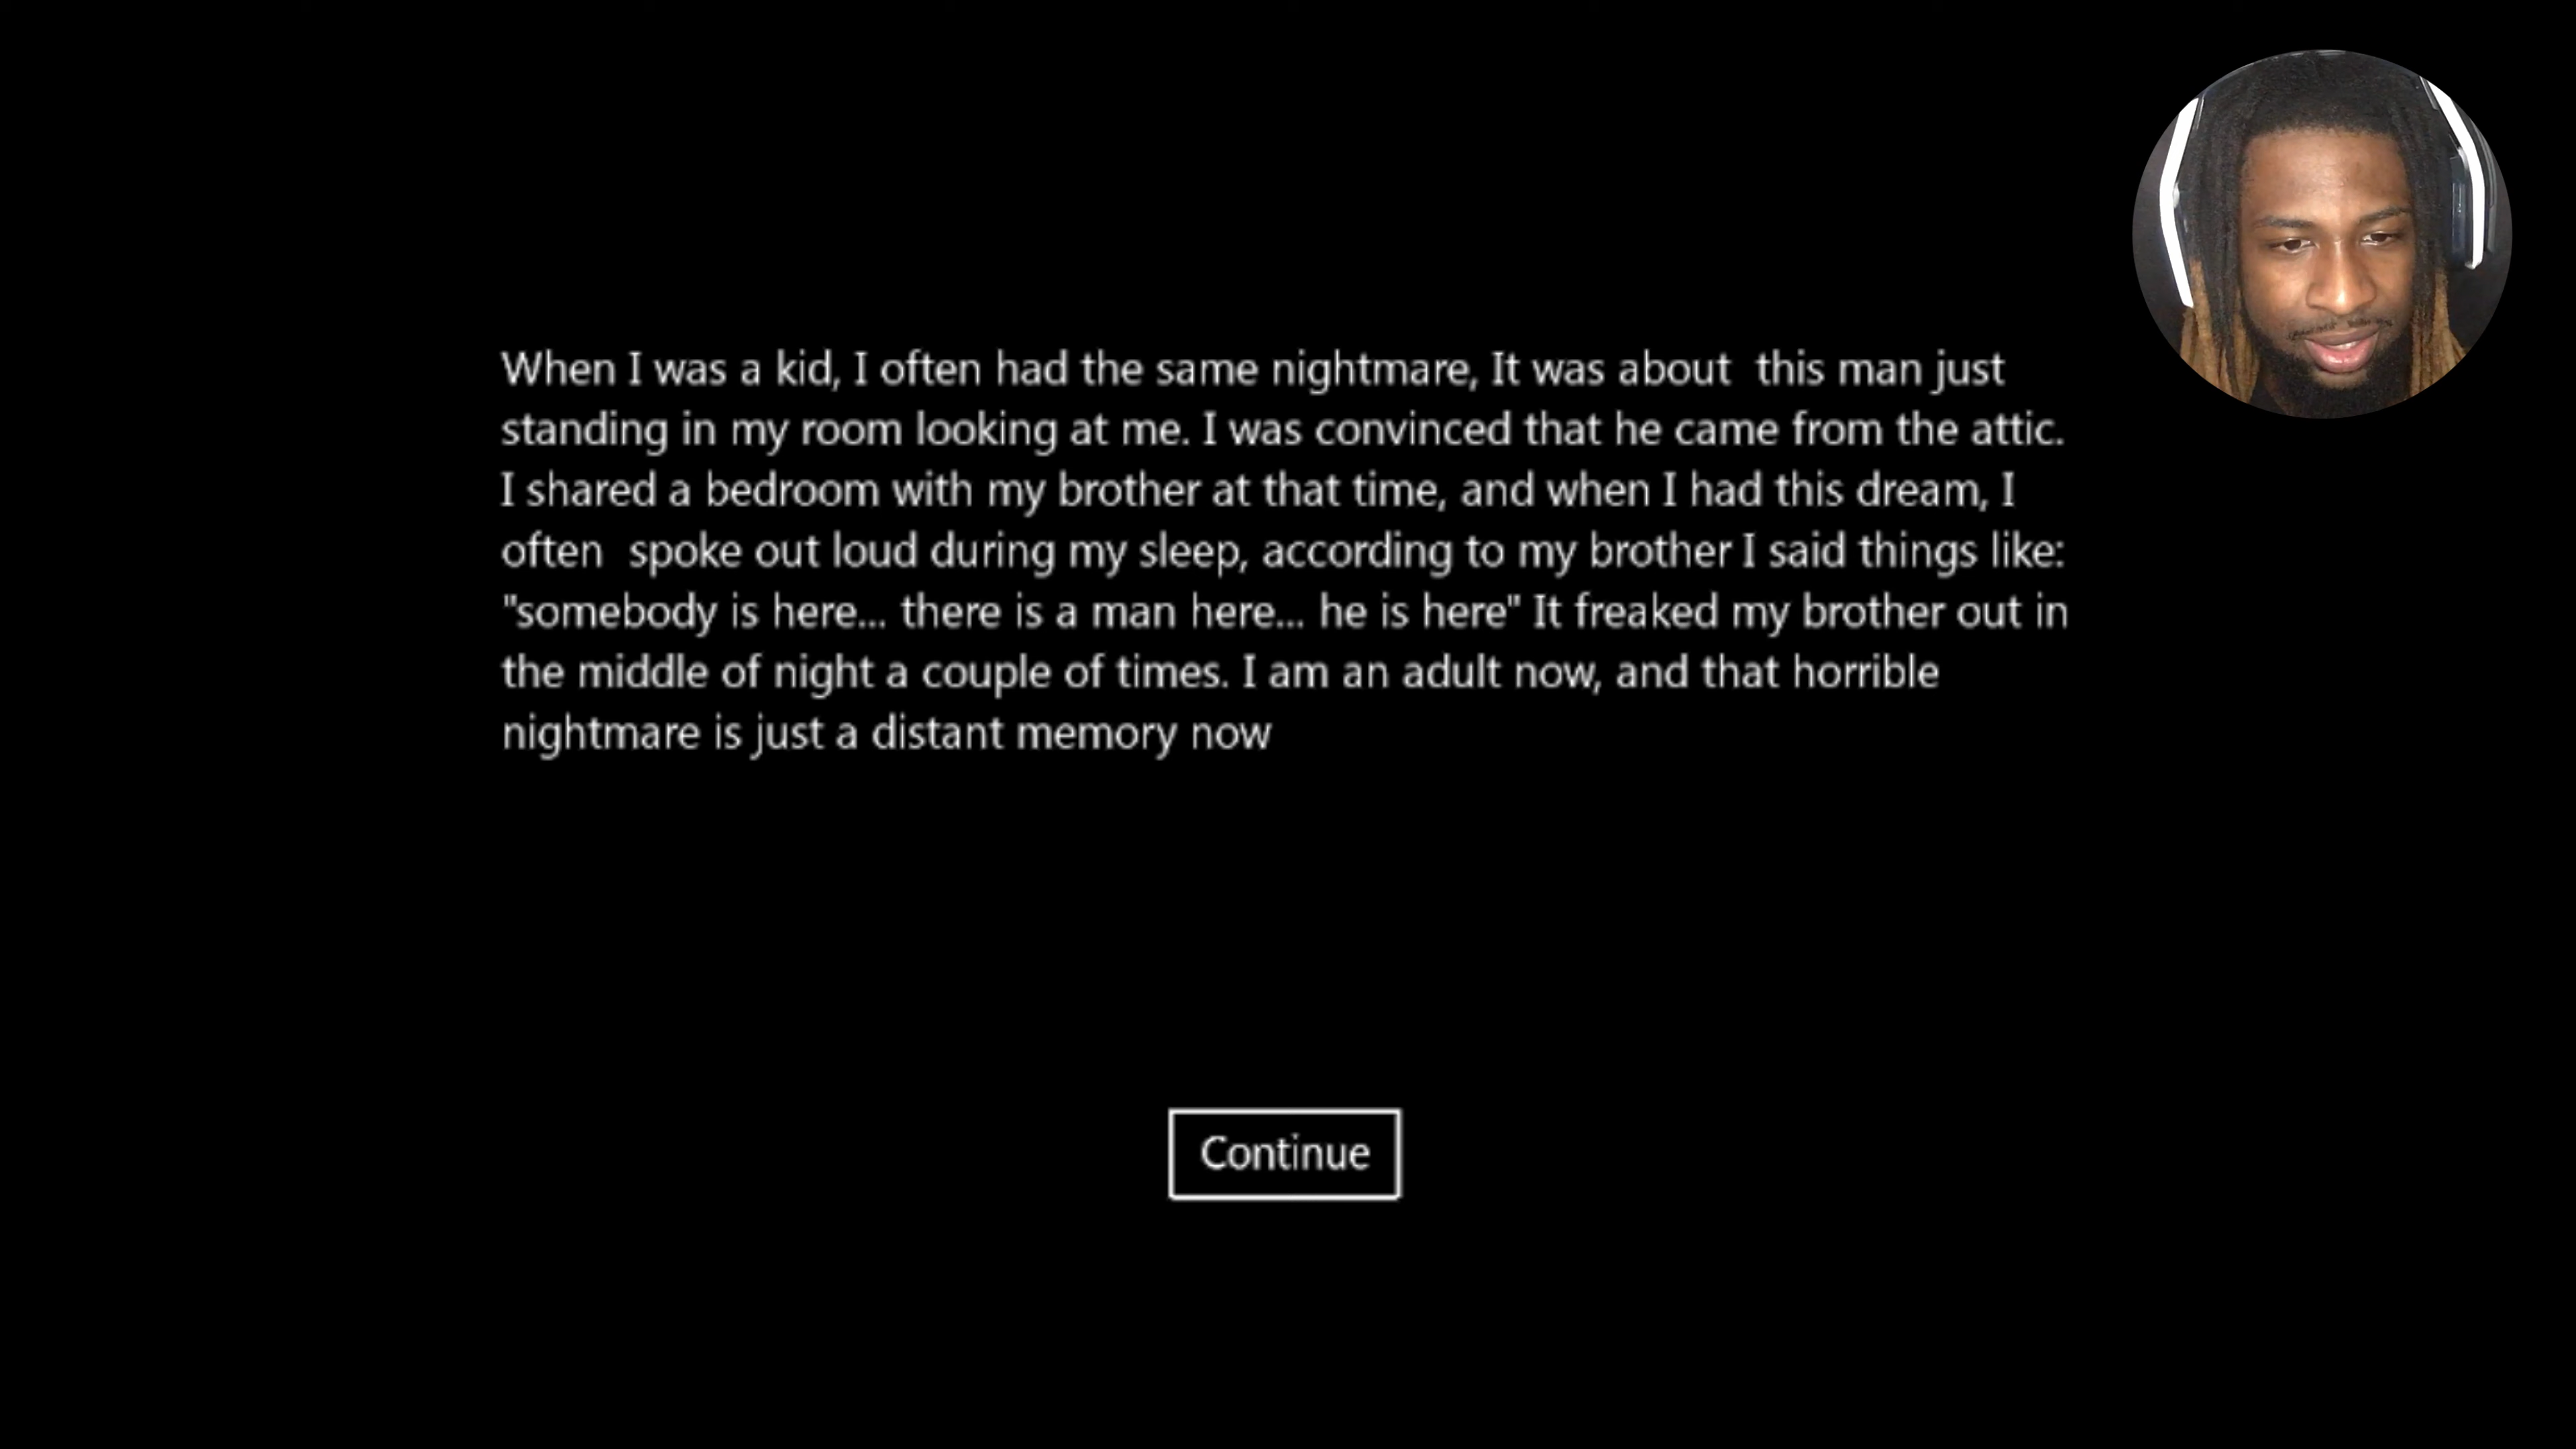 When I was a kid, I often had the same nightmare, It was about  this man just
standing in my room looking at me. I was convinced that he came from the attic.
I shared a bedroom with my brother at that time, and when I had this dream, I
often  spoke out loud during my sleep, according to my brother I said things like:
"somebody is here... there is a man here... he is here" It freaked my brother out in
the middle of night a couple of times. I am an adult now, and that horrible
nightmare is just a distant memory now
Continue